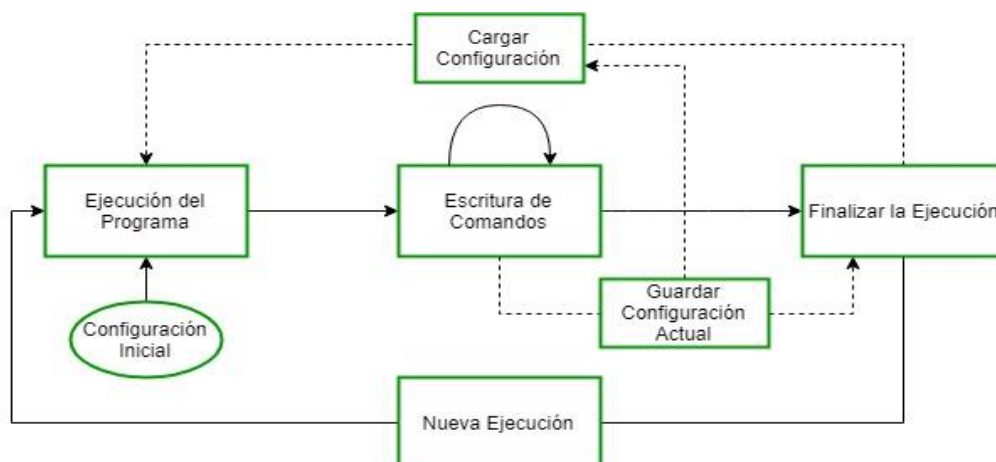 Cargar
Configuración
Ejecución del
Programa
Escritura de
Comandos
Finalizar la Ejecución
Guardar
Configuración
Actual
Configuración
Inicial
Nueva Ejecución